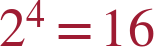 2⁴ = 16